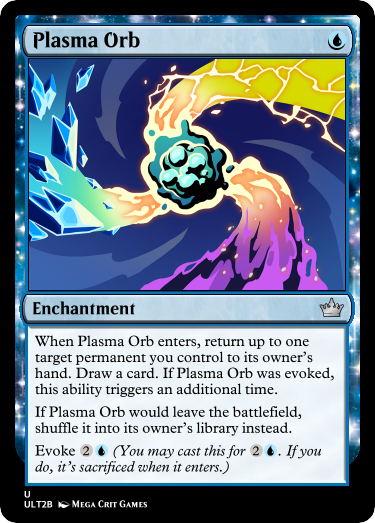 Plasma Orb
Enchantment
When Plasma Orb enters, return up to one
target permanent you control to its owner's
hand. Draw a card. If Plasma Orb was evoked,
this ability triggers an additional time.
If Plasma Orb would leave the battlefield,
shuffle it into its owner's library instead.
Evoke 2 (You may cast this for 2 . If you
do, it's sacrificed when it enters.)
U
ULT2B Mega Crit Games